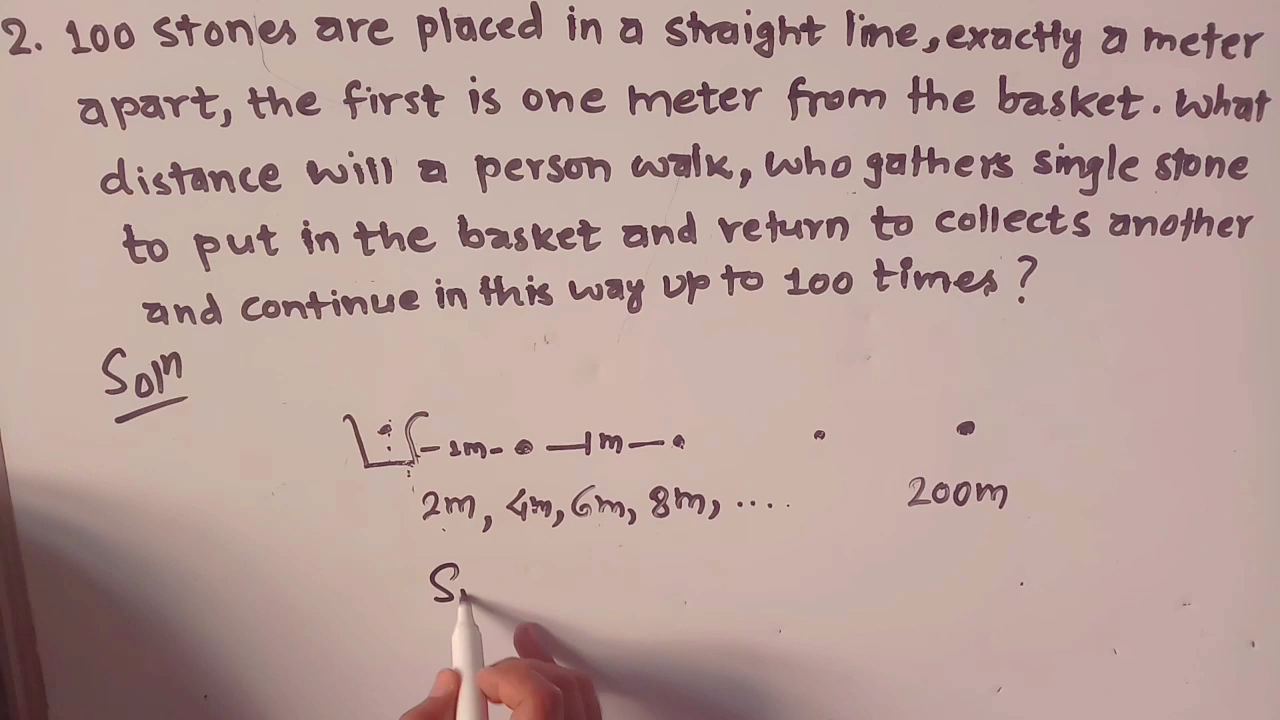 2. 100 stones are placed in a straight line, exactly a meter
apart, the first is one meter from the basket. What
distance will a person walk, who gathers single stone
to put in the basket and return to collects another
and continue in this way up to 100 times?
Solⁿ
1m 1m
2m, 4m, 6m, 8m, .... 200m
S